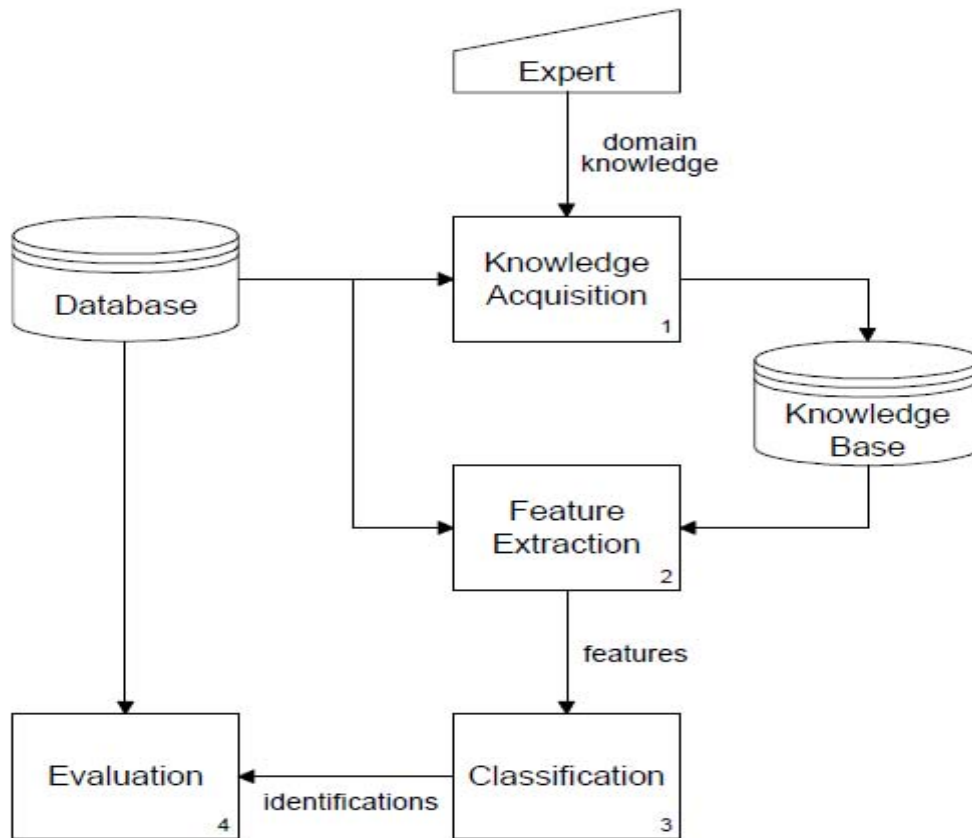 Expert
domain
knowledge
Database
Knowledge
Acquisition
1
Knowledge
Base
Feature
Extraction
2
features
Evaluation
4
identifications
Classification
3